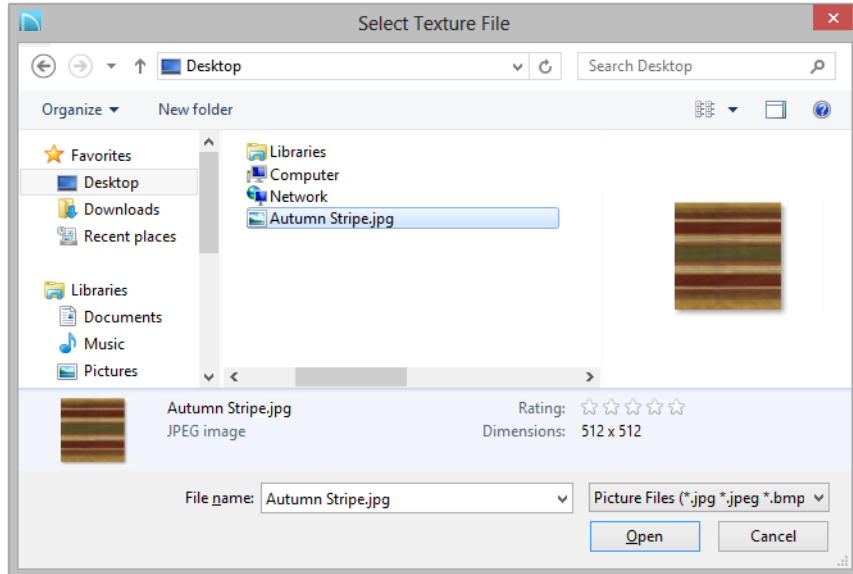 Select Texture File
Desktop
Search Desktop
Organize
New folder
Favorites
Desktop
Downloads
Recent places
Libraries
Documents
Music
Pictures
Libraries
Computer
Network
Autumn Stripe.jpg
Autumn Stripe.jpg
JPEG image
Rating:
Dimensions: 512 x 512
File name: Autumn Stripe.jpg
Picture Files (*.jpg *.jpeg *.bmp
Open
Cancel